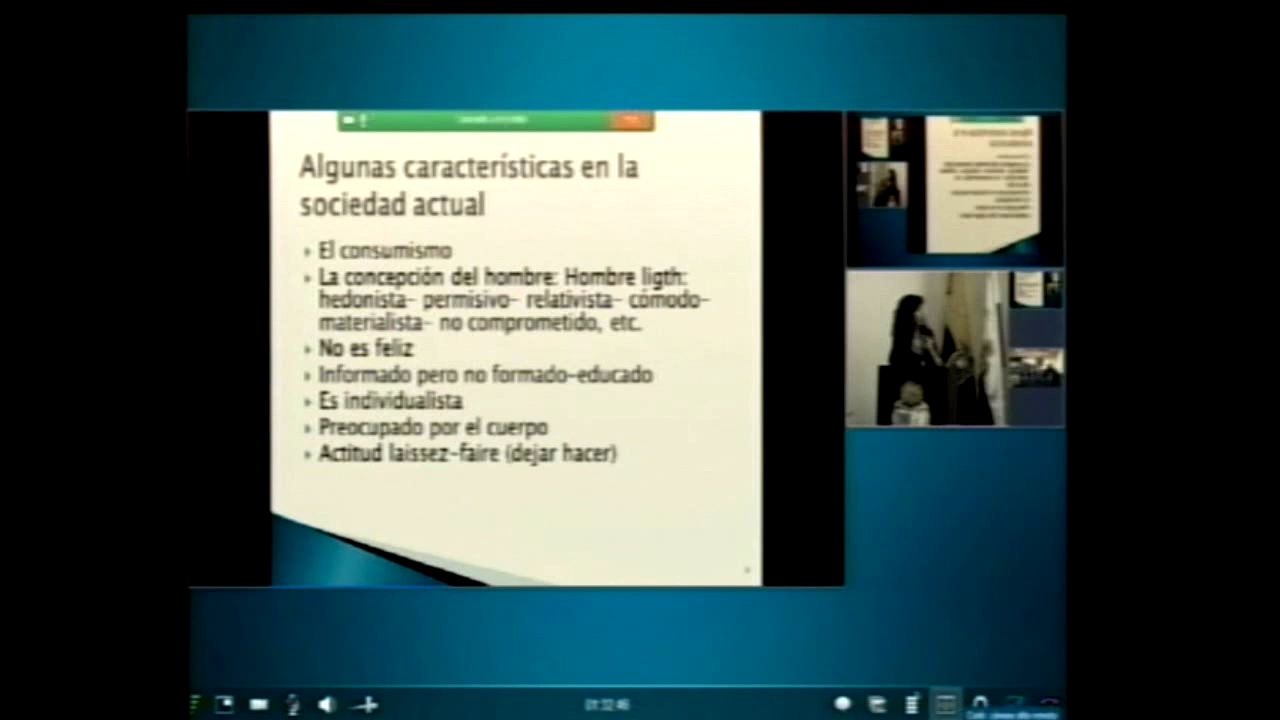 Algunas características en la
sociedad actual
El consumismo
La concepción del hombre: Hombre ligth:
hedonista- permisivo- relativista- cómodo-
materialista- no comprometido, etc.
No es feliz
Informado pero no formado-educado
Es individualista
Preocupado por el cuerpo
Actitud laissez-faire (dejar hacer)